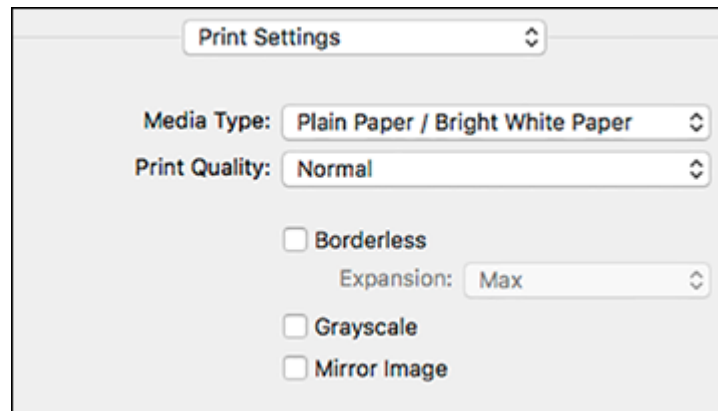 Print Settings
Media Type: Plain Paper / Bright White Paper
Print Quality: Normal
Borderless
Expansion: Max
Grayscale
Mirror Image